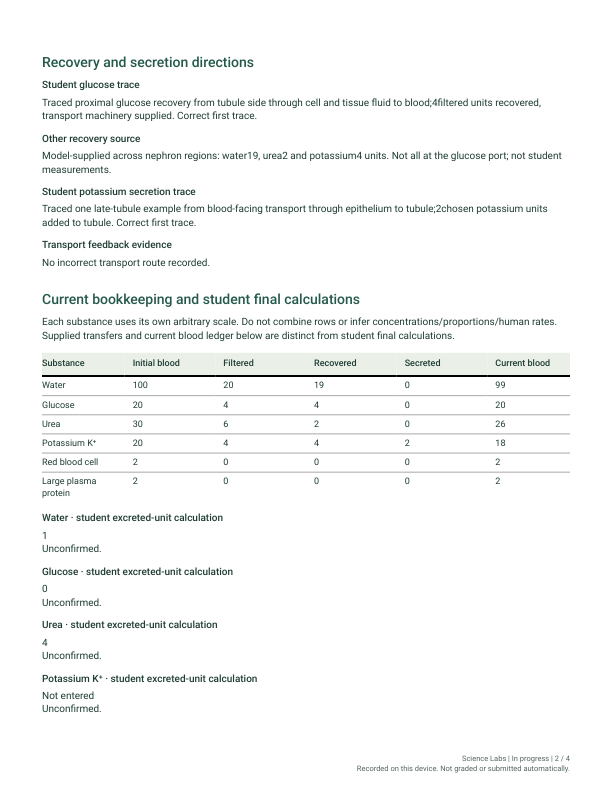 Recovery and secretion directions
Student glucose trace
Traced proximal glucose recovery from tubule side through cell and tissue fluid to blood;4filtered units recovered,
transport machinery supplied. Correct first trace.
Other recovery source
Model-supplied across nephron regions: water19, urea2 and potassium4 units. Not all at the glucose port; not student
measurements.
Student potassium secretion trace
Traced one late-tubule example from blood-facing transport through epithelium to tubule;2chosen potassium units
added to tubule. Correct first trace.
Transport feedback evidence
No incorrect transport route recorded.
Current bookkeeping and student final calculations
Each substance uses its own arbitrary scale. Do not combine rows or infer concentrations/proportions/human rates.
Supplied transfers and current blood ledger below are distinct from student final calculations.
Substance Initial blood Filtered Recovered Secreted Current blood
Water 100 20 19 0 99
Glucose 20 4 4 0 20
Urea 30 6 2 0 26
Potassium K⁺ 20 4 4 2 18
Red blood cell 2 0 0 0 2
Large plasma 2 0 0 0 2
protein
Water · student excreted-unit calculation
1
Unconfirmed.
Glucose · student excreted-unit calculation
0
Unconfirmed.
Urea · student excreted-unit calculation
4
Unconfirmed.
Potassium K⁺ · student excreted-unit calculation
Not entered
Unconfirmed.
Science Labs | In progress | 2 / 4
Recorded on this device. Not graded or submitted automatically.